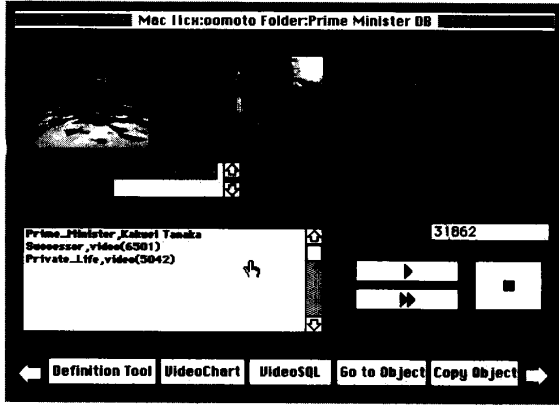 Mac IIcx:oomoto Folder:Prime Minister DB
Prime_Minister,Kakuei Tanaka
Successor,video(6501)
Private_Life,video(5042)
31862
Definition Tool
VideoChart
VideoSQL
Go to Object
Copy Object